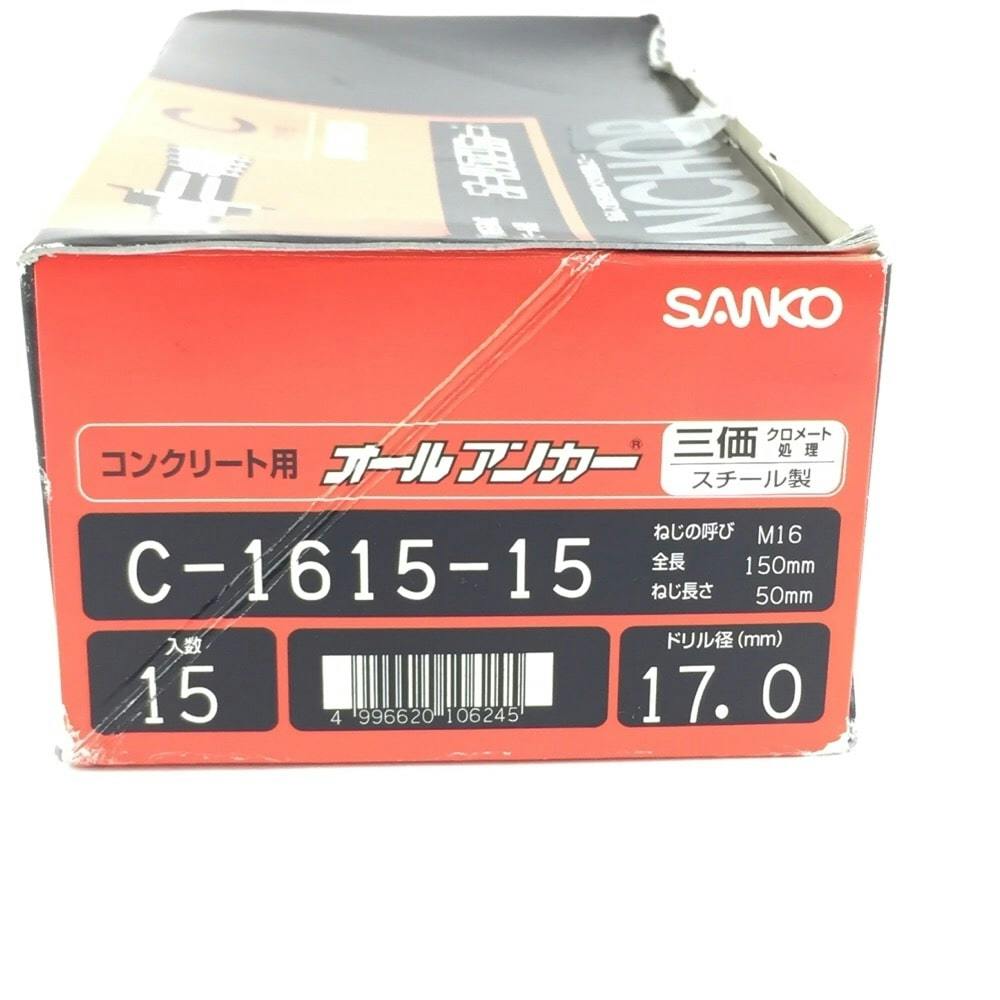 C
ANCHO
SANKO
コンクリート用 オールアンカー®
三価 クロメート処理
スチール製
C-1615-15
ねじの呼び M16
全長 150mm
ねじ長さ 50mm
入数
15
4 996620 106245
ドリル径(mm)
17.0